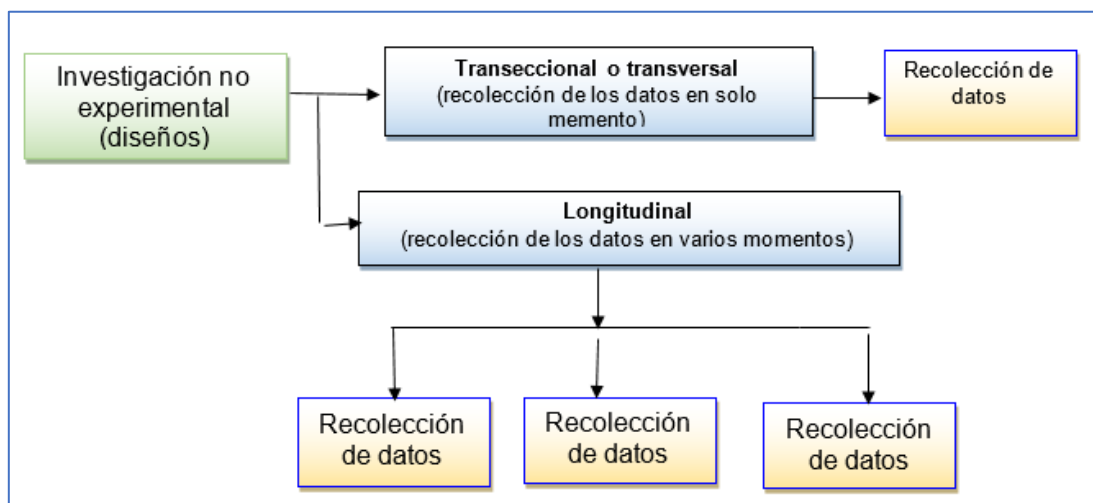 Investigación no
experimental
(diseños)
Transeccional o transversal
(recolección de los datos en solo
memento)
Recolección de
datos
Longitudinal
(recolección de los datos en varios momentos)
Recolección
de datos
Recolección
de datos
Recolección
de datos